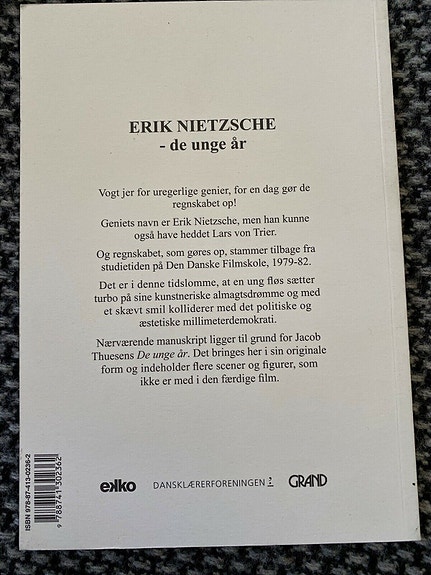 ERIK NIETZSCHE
- de unge år
Vogt jer for uregerlige genier, for en dag gør de
regnskabet op!
Geniets navn er Erik Nietzsche, men han kunne
også have heddet Lars von Trier.
Og regnskabet, som gøres op, stammer tilbage fra
studietiden på Den Danske Filmskole, 1979-82.
Det er i denne tidslomme, at en ung fløs sætter
turbo på sine kunstneriske almagtsdrømme og med
et skævt smil kolliderer med det politiske og
æstetiske millimeterdemokrati.
Nærværende manuskript ligger til grund for Jacob
Thuesens De unge år. Det bringes her i sin originale
form og indeholder flere scener og figurer, som
ikke er med i den færdige film.
ISBN 978-87-413-0236-2
9 788741 302362
ekko
DANSKLÆRERFORENINGEN
GRAND